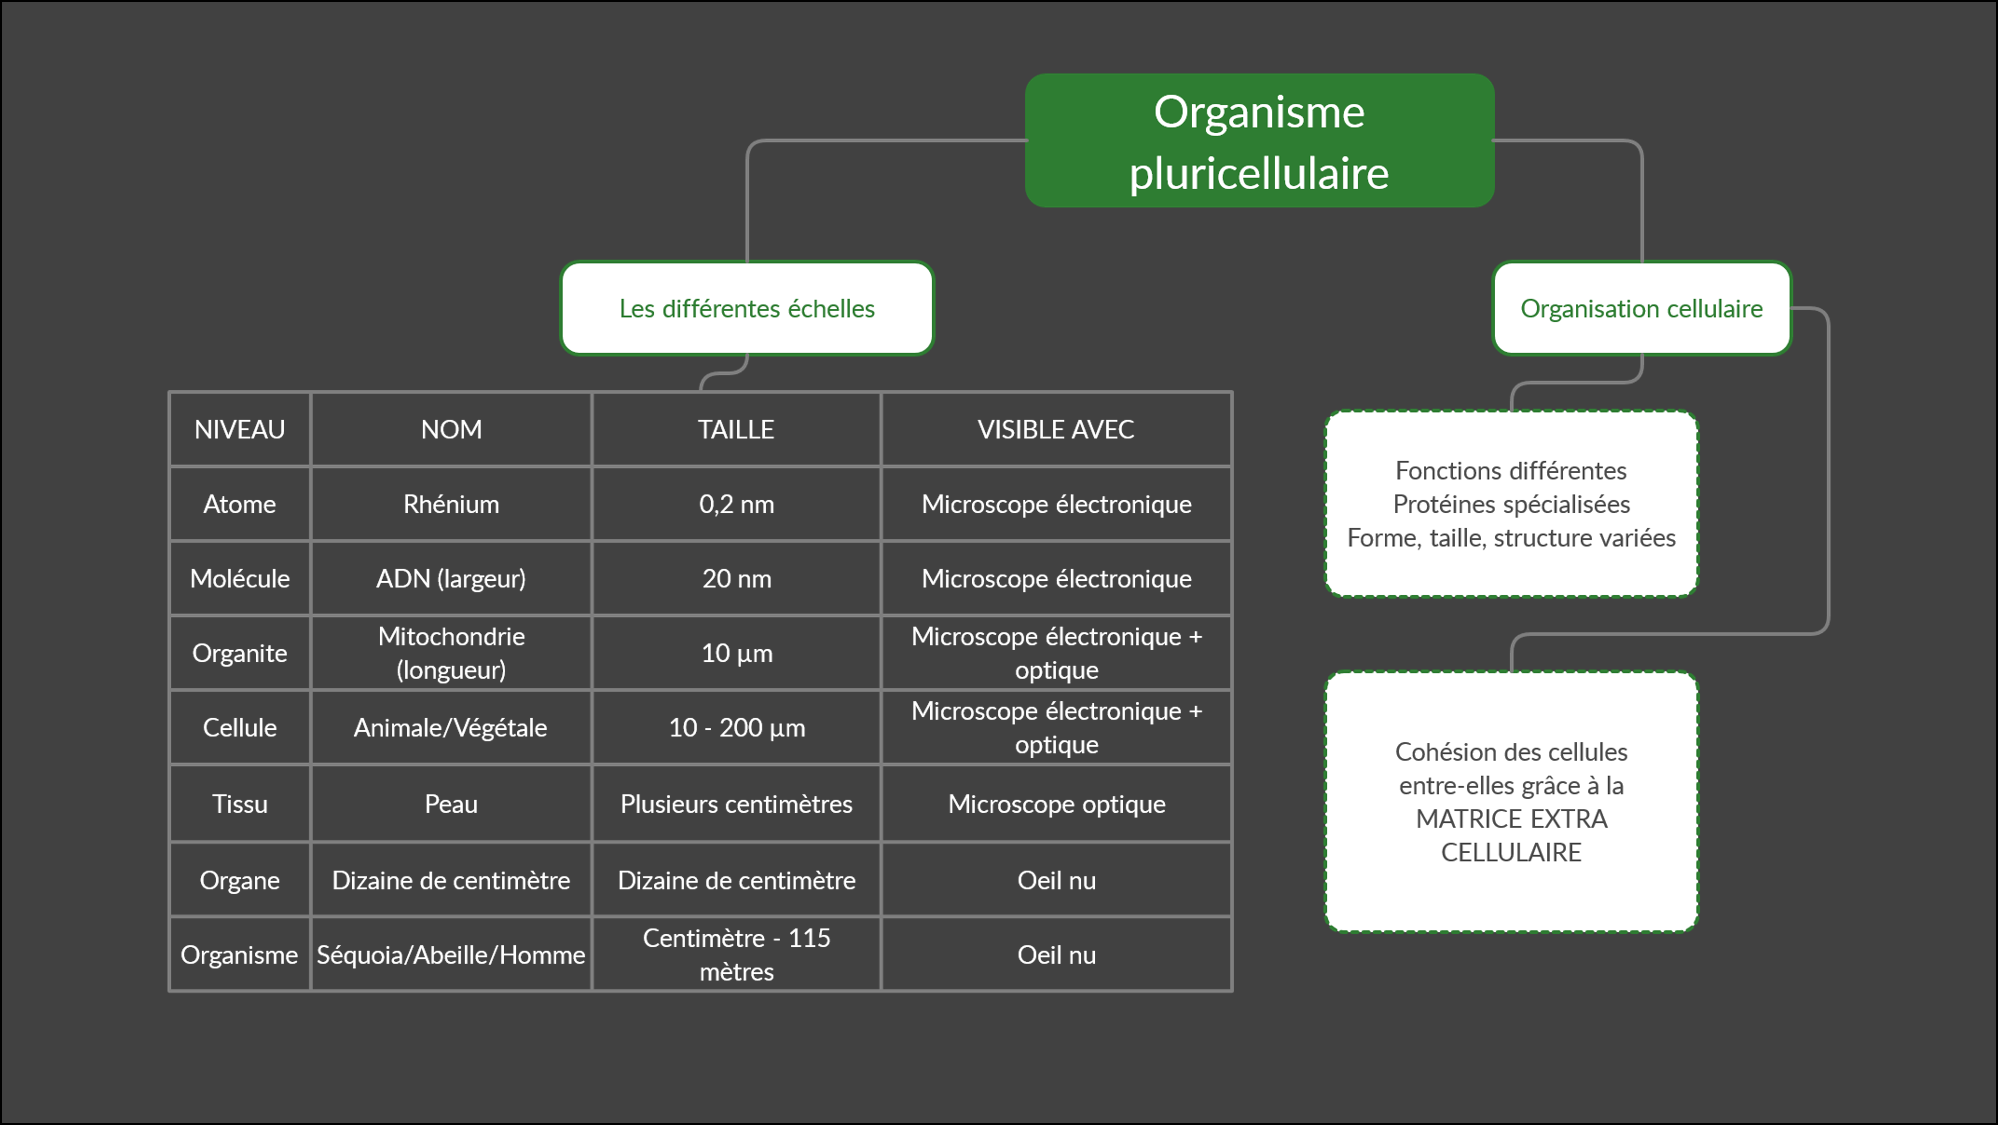 Organisme
pluricellulaire
Les différentes échelles
Organisation cellulaire
NIVEAU NOM TAILLE VISIBLE AVEC
Atome Rhénium 0,2 nm Microscope électronique
Molécule ADN (largeur) 20 nm Microscope électronique
Organite Mitochondrie (longueur) 10 µm Microscope électronique + optique
Cellule Animale/Végétale 10 - 200 µm Microscope électronique + optique
Tissu Peau Plusieurs centimètres Microscope optique
Organe Dizaine de centimètre Dizaine de centimètre Oeil nu
Organisme Séquoia/Abeille/Homme Centimètre - 115 mètres Oeil nu
Fonctions différentes
Protéines spécialisées
Forme, taille, structure variées
Cohésion des cellules
entre-elles grâce à la
MATRICE EXTRA
CELLULAIRE